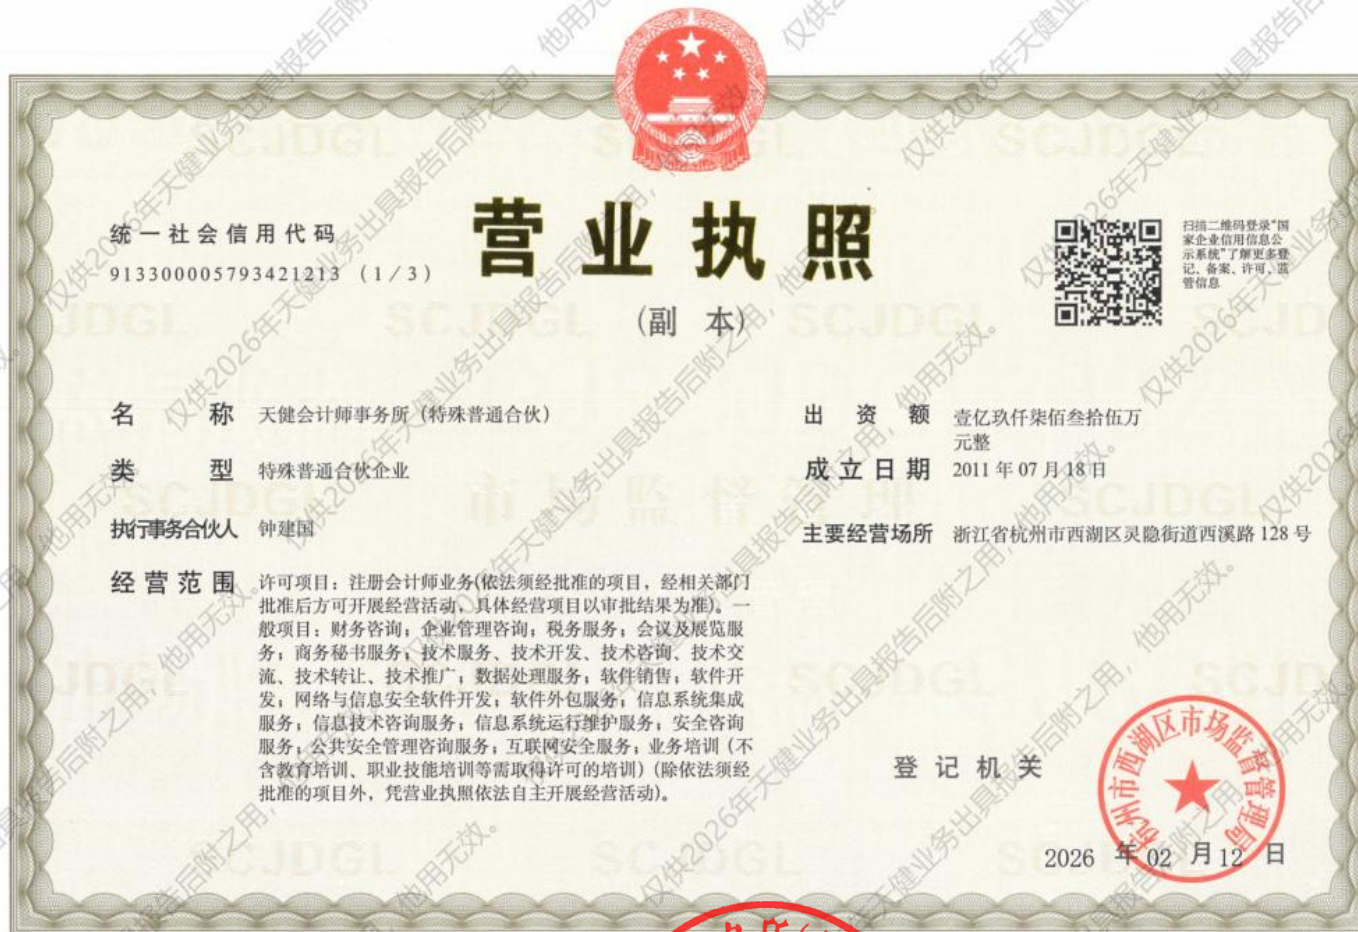 营业执照
(副 本)
统一社会信用代码
913300005793421213 (1/3)
扫描二维码登录“国
家企业信用信息公
示系统”了解更多登
记、备案、许可、监
管信息
名 称 天健会计师事务所（特殊普通合伙）
类 型 特殊普通合伙企业
执行事务合伙人 钟建国
经营范围 许可项目：注册会计师业务(依法须经批准的项目，经相关部门
批准后方可开展经营活动、具体经营项目以审批结果为准)。一
般项目：财务咨询；企业管理咨询；税务服务；会议及展览服
务；商务秘书服务；技术服务、技术开发、技术咨询、技术交
流、技术转让、技术推广；数据处理服务；软件销售；软件开
发；网络与信息安全软件开发；软件外包服务；信息系统集成
服务；信息技术咨询服务；信息系统运行维护服务；安全咨询
服务；公共安全管理咨询服务；互联网安全服务；业务培训（不
含教育培训、职业技能培训等需取得许可的培训）(除依法须经
批准的项目外，凭营业执照依法自主开展经营活动)。
出 资 额 壹亿玖仟柒佰叁拾伍万
元整
成立日期 2011年07月18日
主要经营场所 浙江省杭州市西湖区灵隐街道西溪路128号
登记机关
杭州市西湖区市场监督管理局
2026 年 02 月 12 日
仅供2026年天健业务出具报告后附之用，他用无效。
SCJDGL
市场监督管理